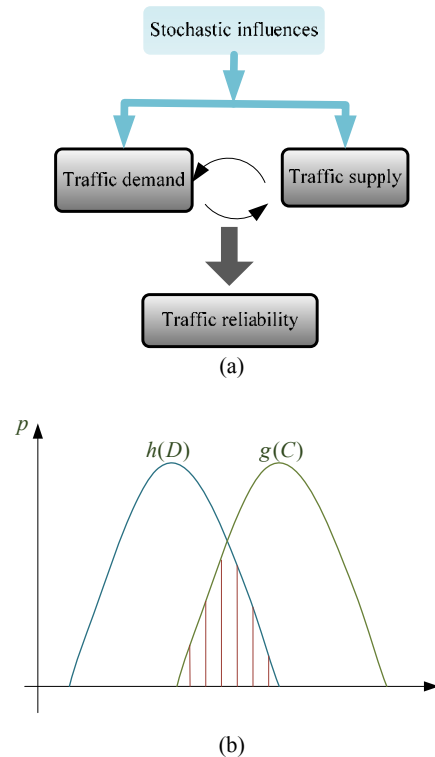 Stochastic influences
Traffic demand
Traffic supply
Traffic reliability
(a)
p
h(D)
g(C)
(b)